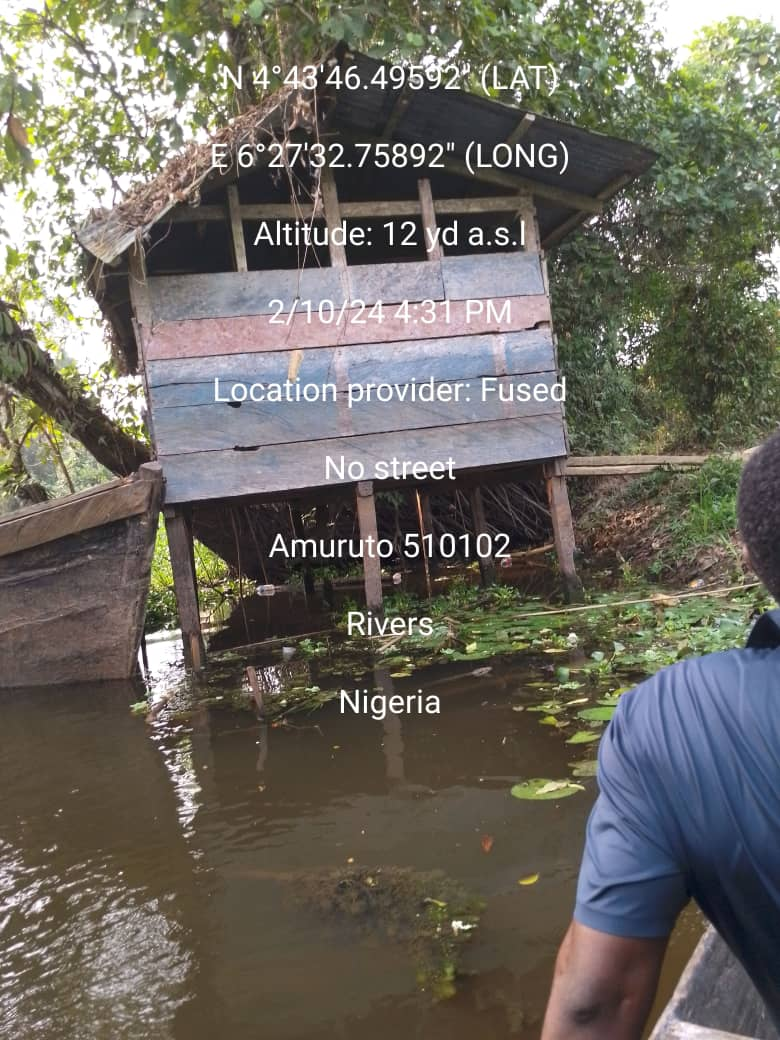 N 4°43'46.49592" (LAT)
E 6°27'32.75892" (LONG)
Altitude: 12 yd a.s.l
2/10/24 4:31 PM
Location provider: Fused
No street
Amuruto 510102
Rivers
Nigeria